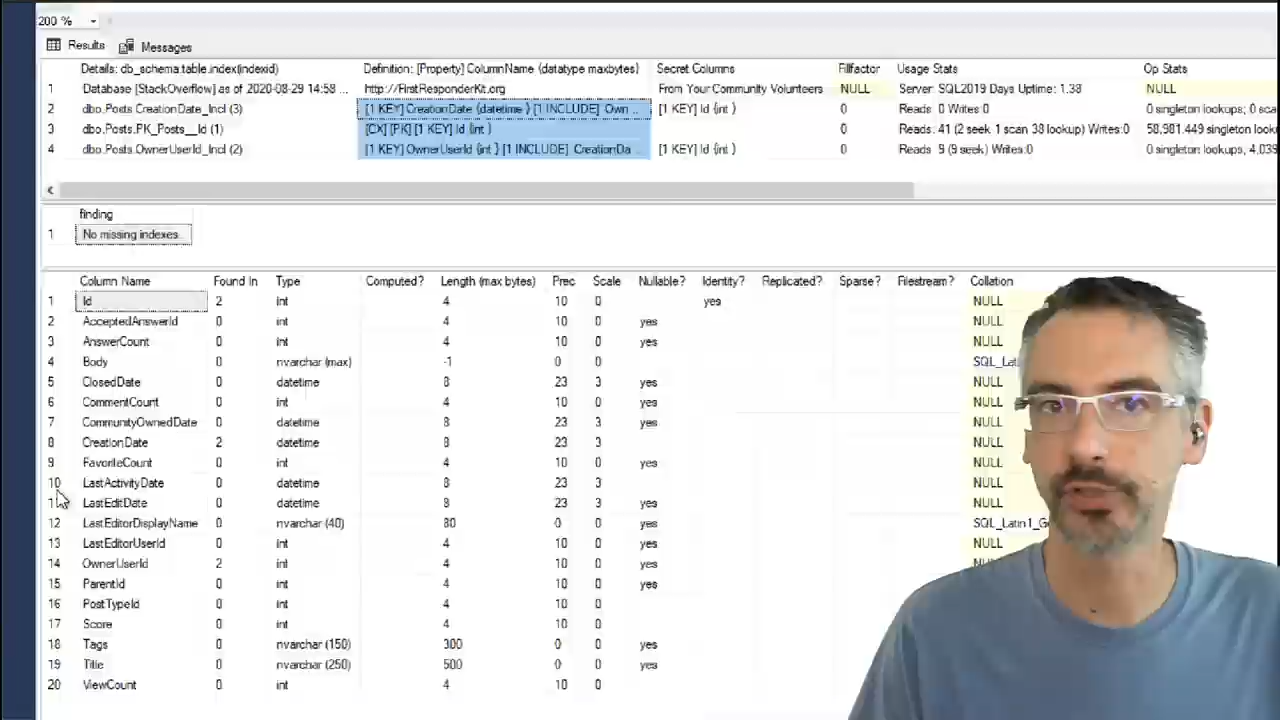 200 %
Results Messages
Details: db_schema.table.index(indexid) Definition: [Property] ColumnName {datatype maxbytes} Secret Columns Fillfactor Usage Stats Op Stats
1 Database [StackOverflow] as of 2020-08-29 14:58 ... http://FirstResponderKit.org From Your Community Volunteers NULL Server: SQL2019 Days Uptime: 1.38 NULL
2 dbo.Posts.CreationDate_Incl (3) [1 KEY] CreationDate {datetime } [1 INCLUDE] Own ... [1 KEY] Id {int } 0 Reads: 0 Writes:0 0 singleton lookups; 0 sca
3 dbo.Posts.PK_Posts__Id (1) [CX] [PK] [1 KEY] Id {int } 0 Reads: 41 (2 seek 1 scan 38 lookup) Writes:0 58,981,449 singleton lookup
4 dbo.Posts.OwnerUserId_Incl (2) [1 KEY] OwnerUserId {int } [1 INCLUDE] CreationDa ... [1 KEY] Id {int } 0 Reads: 9 (9 seek) Writes:0 0 singleton lookups; 4,039
finding
1 No missing indexes.
Column Name Found In Type Computed? Length (max bytes) Prec Scale Nullable? Identity? Replicated? Sparse? Filestream? Collation
1 Id 2 int 4 10 0 yes NULL
2 AcceptedAnswerId 0 int 4 10 0 yes NULL
3 AnswerCount 0 int 4 10 0 yes NULL
4 Body 0 nvarchar (max) -1 0 0 SQL_Lati
5 ClosedDate 0 datetime 8 23 3 yes NULL
6 CommentCount 0 int 4 10 0 yes NULL
7 CommunityOwnedDate 0 datetime 8 23 3 yes NULL
8 CreationDate 2 datetime 8 23 3 NULL
9 FavoriteCount 0 int 4 10 0 yes NULL
10 LastActivityDate 0 datetime 8 23 3 NULL
11 LastEditDate 0 datetime 8 23 3 yes NULL
12 LastEditorDisplayName 0 nvarchar (40) 80 0 0 yes SQL_Latin1_Ge
13 LastEditorUserId 0 int 4 10 0 yes NULL
14 OwnerUserId 2 int 4 10 0 yes NULL
15 ParentId 0 int 4 10 0 yes
16 PostTypeId 0 int 4 10 0
17 Score 0 int 4 10 0
18 Tags 0 nvarchar (150) 300 0 0 yes
19 Title 0 nvarchar (250) 500 0 0 yes
20 ViewCount 0 int 4 10 0